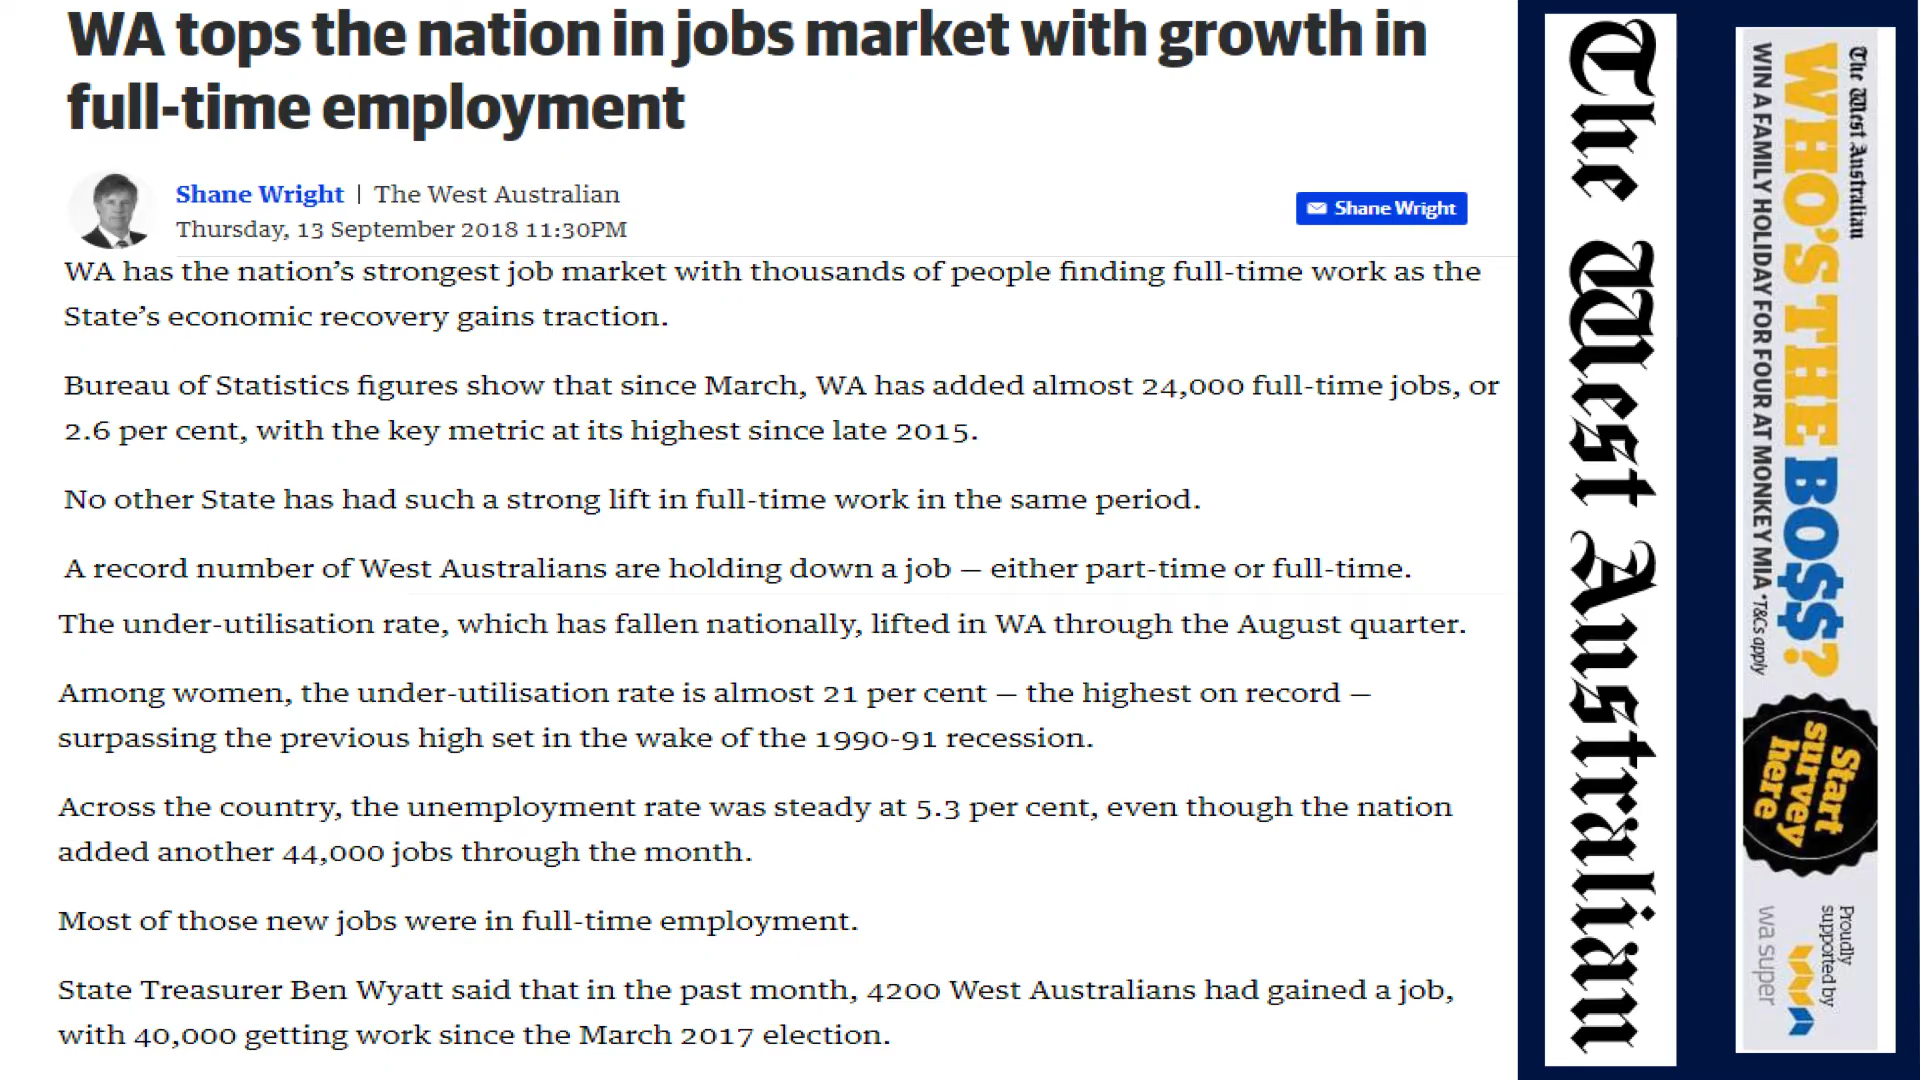 WA tops the nation in jobs market with growth in
full-time employment
Shane Wright | The West Australian
Thursday, 13 September 2018 11:30PM
Shane Wright
WA has the nation’s strongest job market with thousands of people finding full-time work as the
State’s economic recovery gains traction.
Bureau of Statistics figures show that since March, WA has added almost 24,000 full-time jobs, or
2.6 per cent, with the key metric at its highest since late 2015.
No other State has had such a strong lift in full-time work in the same period.
A record number of West Australians are holding down a job — either part-time or full-time.
The under-utilisation rate, which has fallen nationally, lifted in WA through the August quarter.
Among women, the under-utilisation rate is almost 21 per cent — the highest on record —
surpassing the previous high set in the wake of the 1990-91 recession.
Across the country, the unemployment rate was steady at 5.3 per cent, even though the nation
added another 44,000 jobs through the month.
Most of those new jobs were in full-time employment.
State Treasurer Ben Wyatt said that in the past month, 4200 West Australians had gained a job,
with 40,000 getting work since the March 2017 election.
The West Australian
The West Australian
WHO'S THE BO$$?
WIN A FAMILY HOLIDAY FOR FOUR AT MONKEY MIA *T&Cs apply
Start
survey
here
Proudly
supported by
wa super